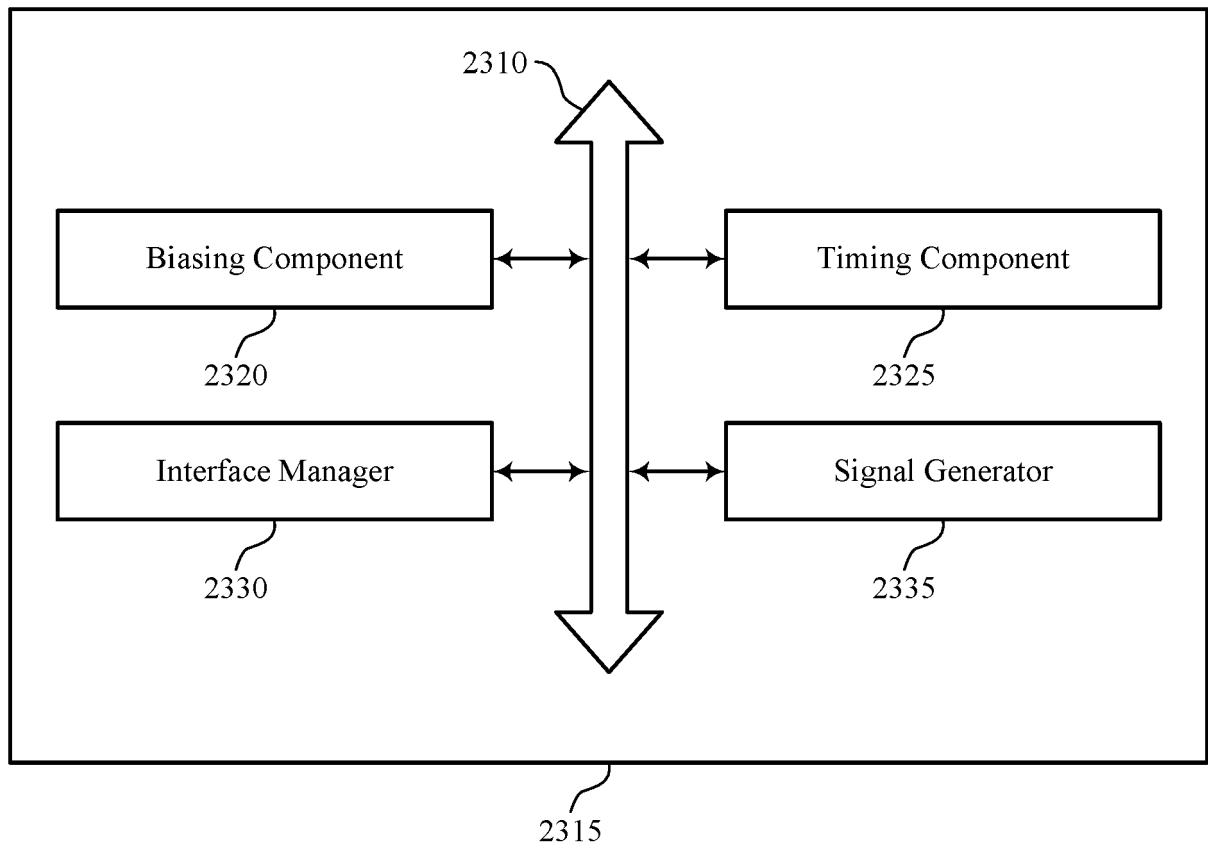 2310
Biasing Component
Timing Component
2320
2325
Interface Manager
Signal Generator
2330
2335
2315